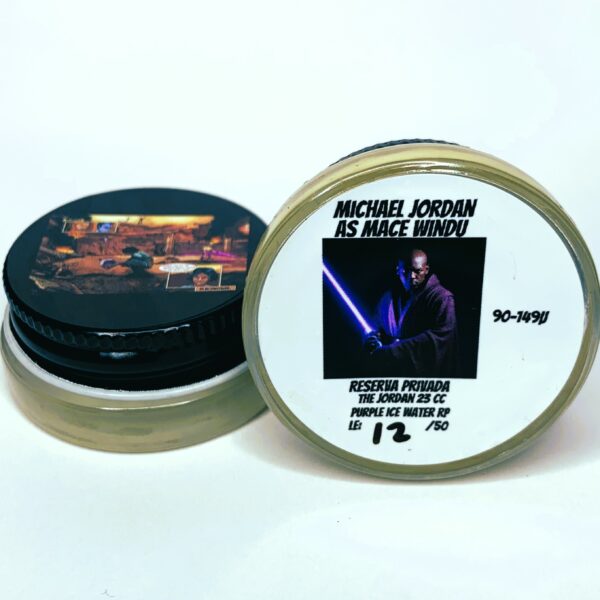 MICHAEL JORDAN
AS MACE WINDU
90-149U
RESERVA PRIVADA
THE JORDAN 23 CC
PURPLE ICE WATER RP
LE: 12 /50